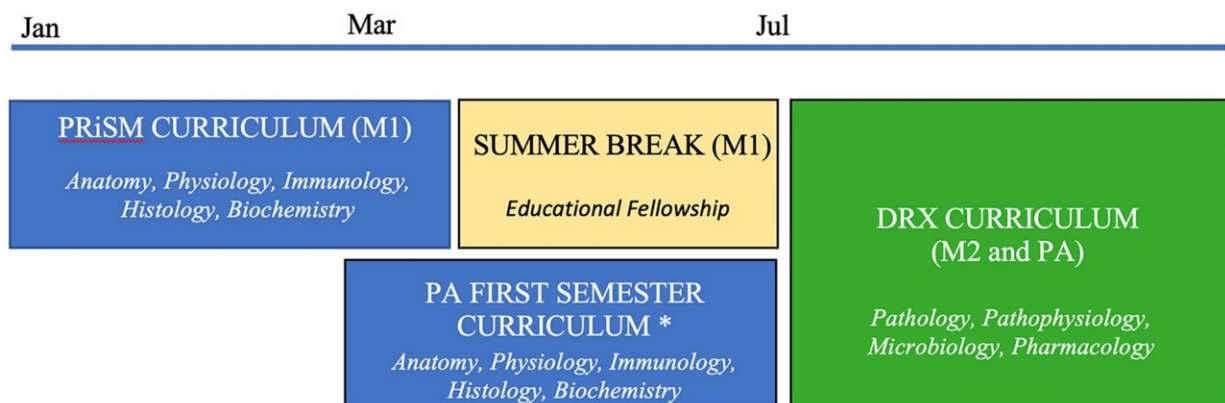 Jan
Mar
Jul
PRiSM CURRICULUM (M1)
Anatomy, Physiology, Immunology,
Histology, Biochemistry
SUMMER BREAK (M1)
Educational Fellowship
DRX CURRICULUM
(M2 and PA)
Pathology, Pathophysiology,
Microbiology, Pharmacology
PA FIRST SEMESTER
CURRICULUM *
Anatomy, Physiology, Immunology,
Histology, Biochemistry